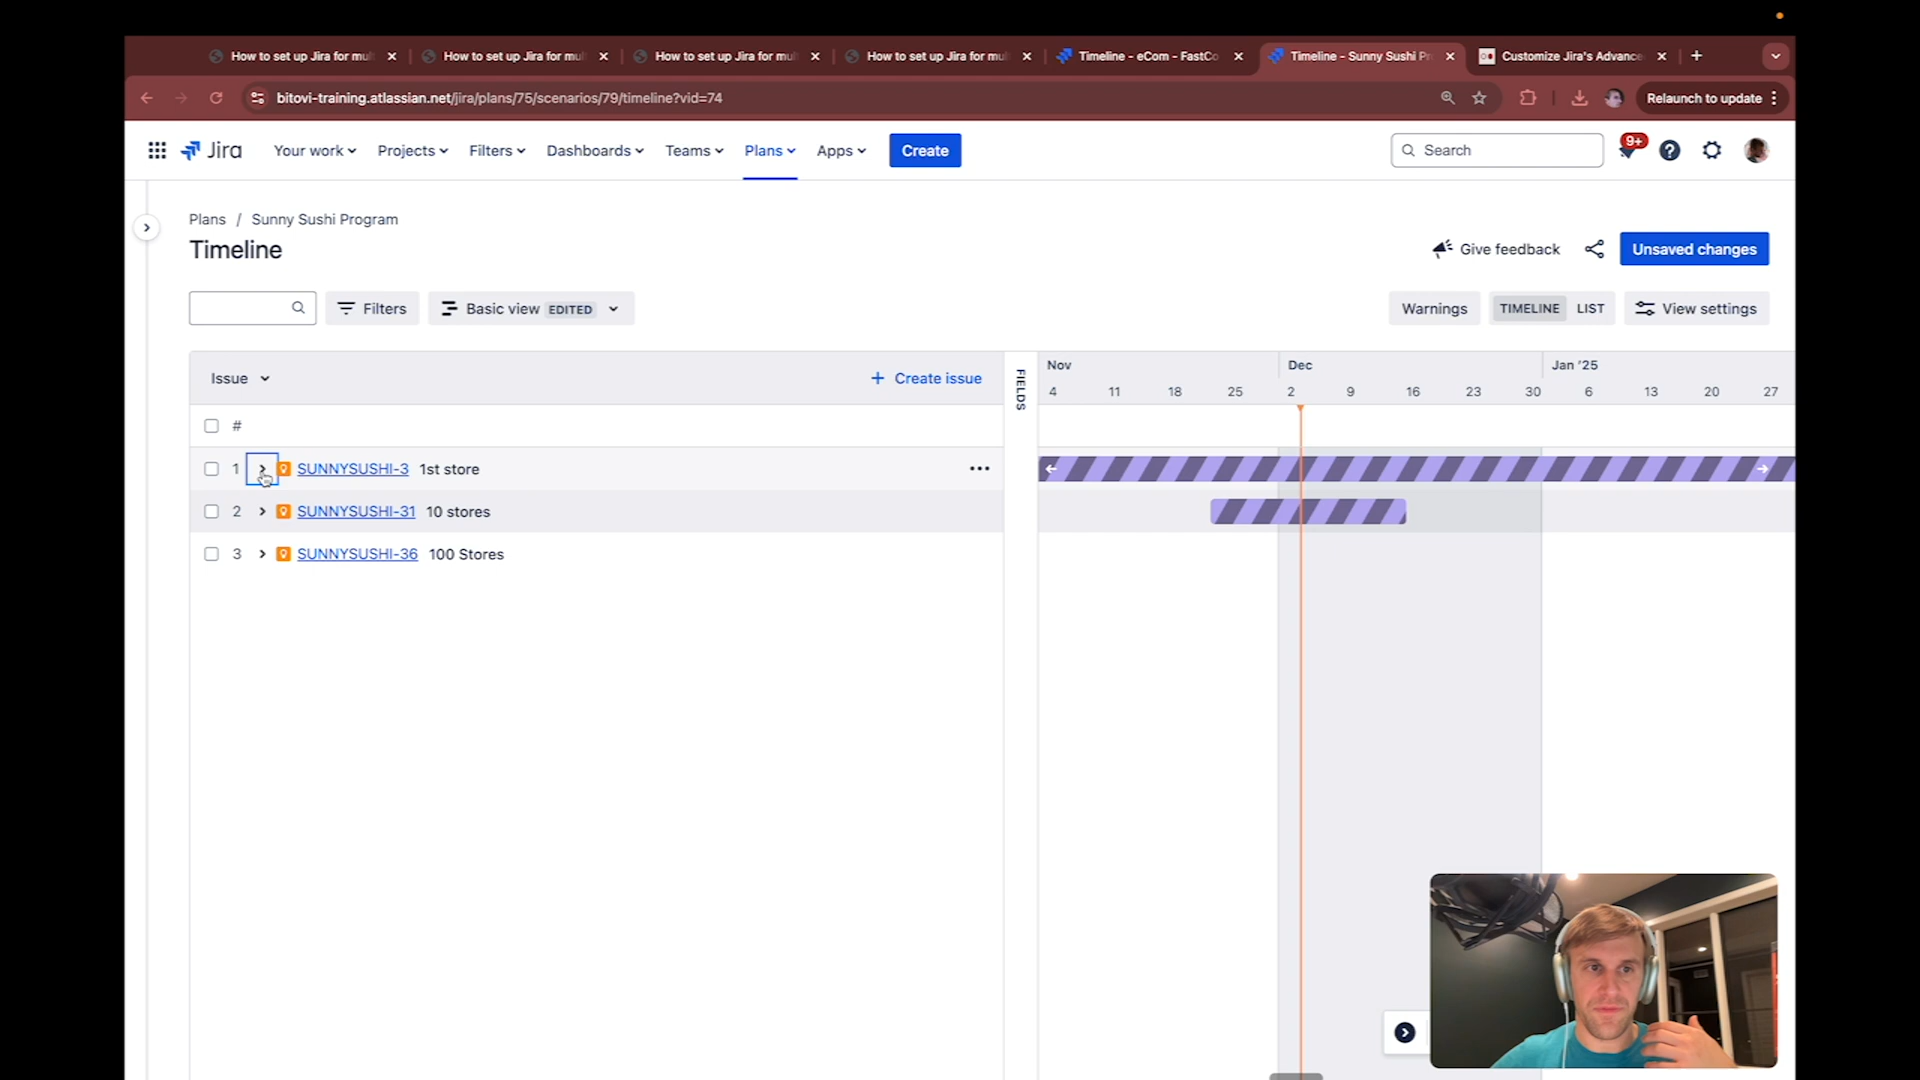 How to set up Jira for mul
How to set up Jira for mu
How to set up Jira for mul
How to set up Jira for mul
Timeline - eCom - FastCo
Timeline - Sunny Sushi Pr
Customize Jira's Advance
bitovi-training.atlassian.net/jira/plans/75/scenarios/79/timeline?vid=74
Relaunch to update
Jira
Your work
Projects
Filters
Dashboards
Teams
Plans
Apps
Create
Search
9+
Plans / Sunny Sushi Program
Timeline
Give feedback
Unsaved changes
Filters
Basic view EDITED
Warnings
TIMELINE
LIST
View settings
Issue
+ Create issue
FIELDS
Nov
Dec
Jan '25
4 11 18 25 2 9 16 23 30 6 13 20 27
#
1 SUNNYSUSHI-3 1st store
2 SUNNYSUSHI-31 10 stores
3 SUNNYSUSHI-36 100 Stores